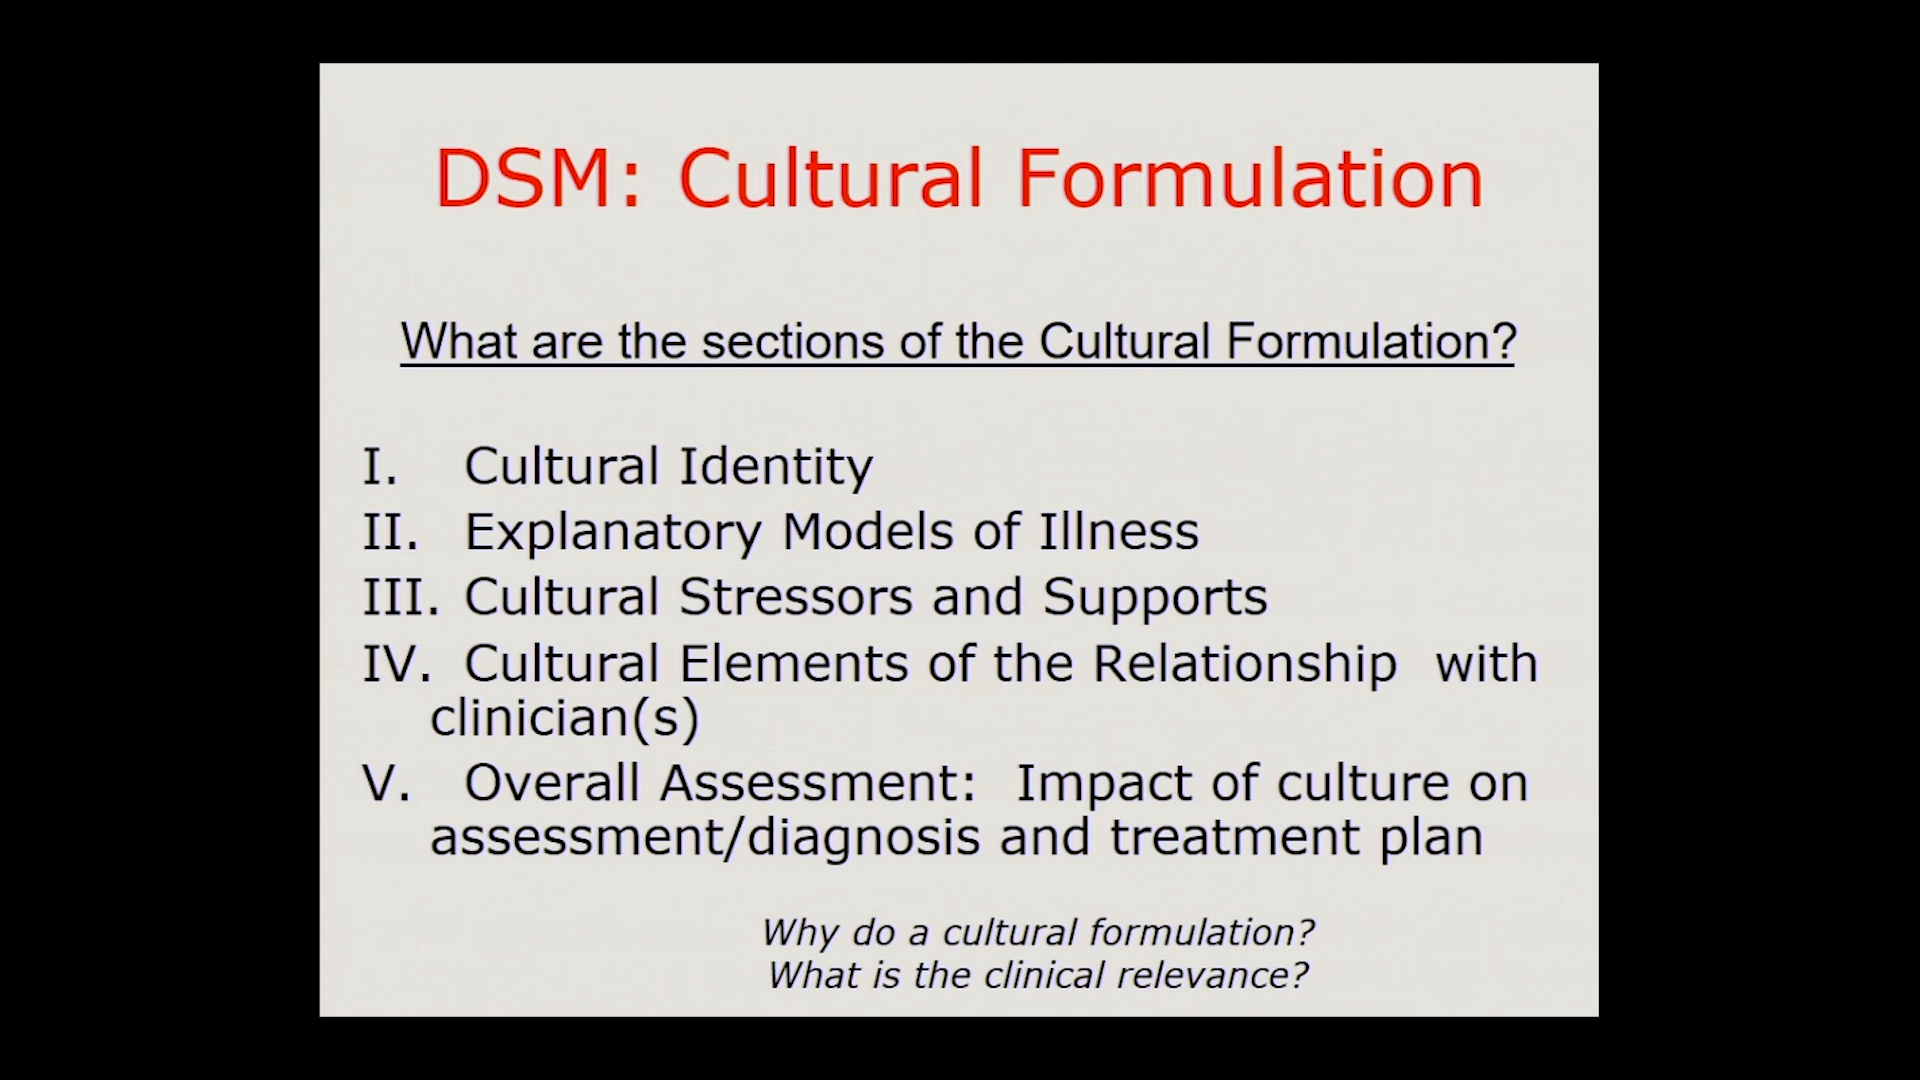 DSM: Cultural Formulation
What are the sections of the Cultural Formulation?
I. Cultural Identity
II. Explanatory Models of Illness
III. Cultural Stressors and Supports
IV. Cultural Elements of the Relationship with
clinician(s)
V. Overall Assessment: Impact of culture on
assessment/diagnosis and treatment plan
Why do a cultural formulation?
What is the clinical relevance?